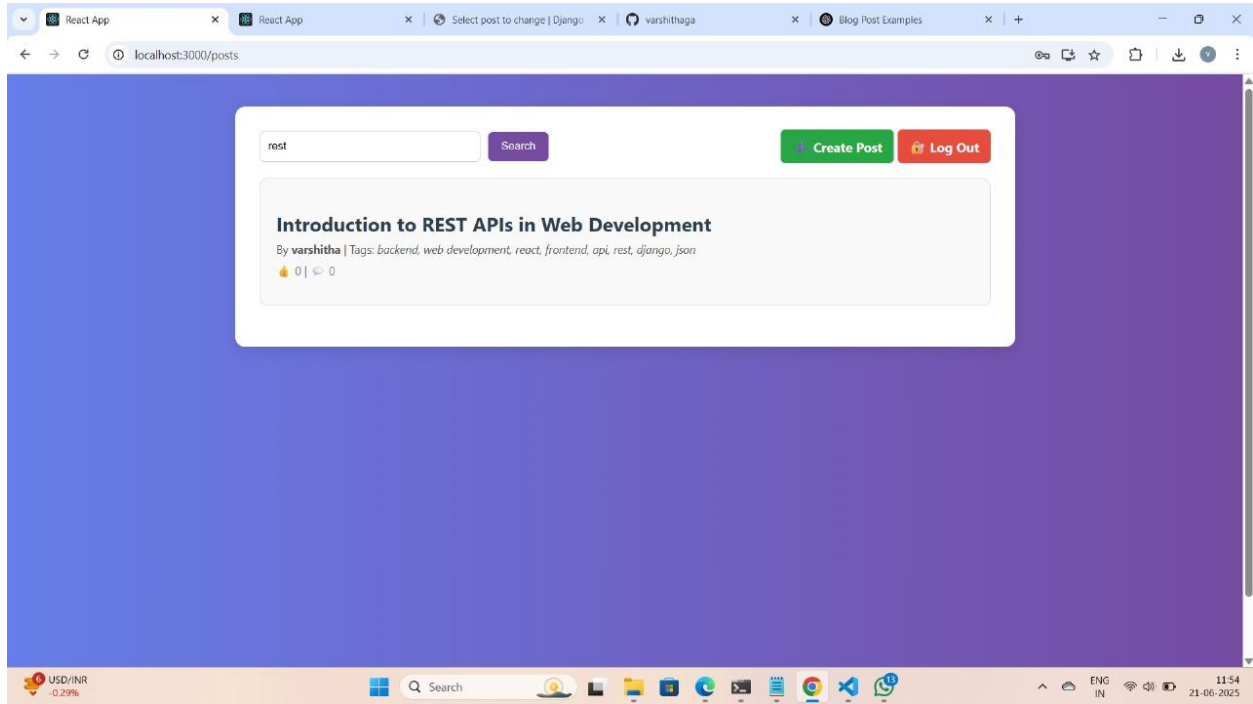 React App
React App
Select post to change | Django
varshithaga
Blog Post Examples
localhost:3000/posts
rest
Search
Create Post
Log Out
Introduction to REST APIs in Web Development
By varshitha | Tags: backend, web development, react, frontend, api, rest, django, json
0 | 0
6
USD/INR
-0.29%
Search
13
ENG
IN
11:54
21-06-2025